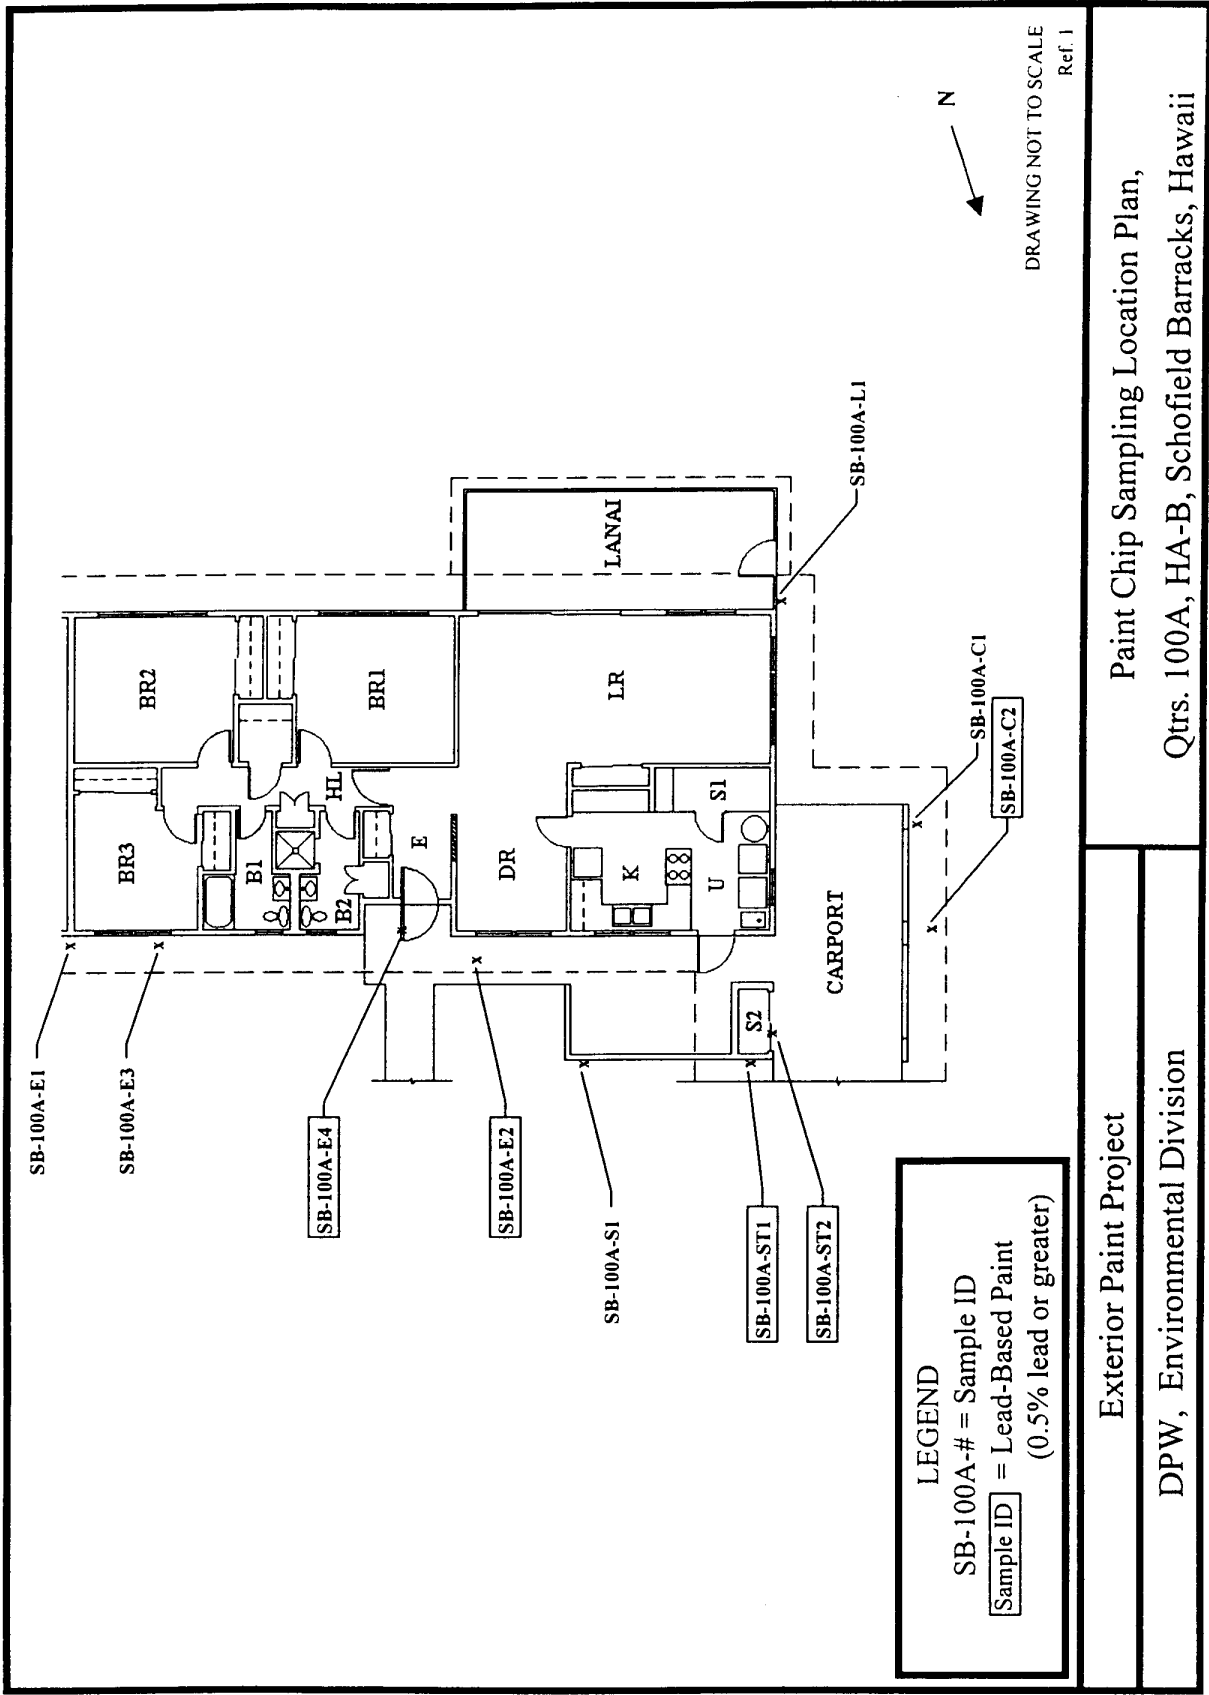 SB-100A-E1
SB-100A-E3
SB-100A-E4
SB-100A-E2
SB-100A-S1
SB-100A-ST1
SB-100A-ST2
BR3
BR2
B1
B2
HL
BR1
E
DR
K
U
S1
S2
LR
LANAI
CARPORT
SB-100A-L1
SB-100A-C1
SB-100A-C2
N
DRAWING NOT TO SCALE
Ref. 1
LEGEND
SB-100A-# = Sample ID
Sample ID = Lead-Based Paint
(0.5% lead or greater)
Exterior Paint Project
DPW, Environmental Division
Paint Chip Sampling Location Plan,
Qtrs. 100A, HA-B, Schofield Barracks, Hawaii